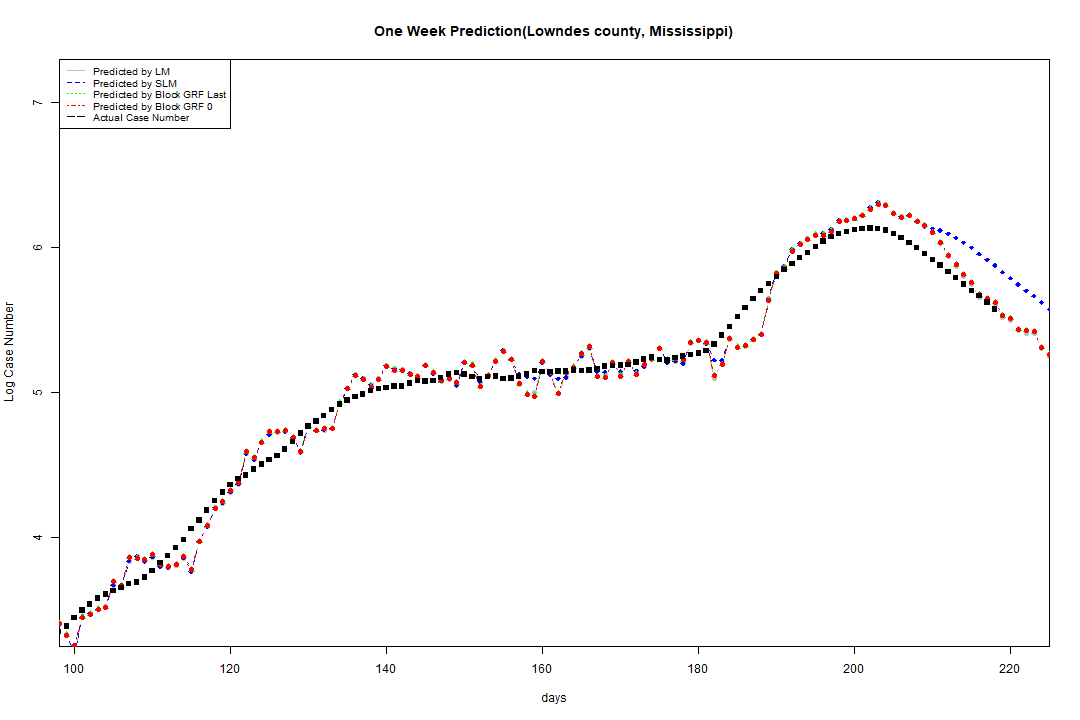 One Week Prediction(Lowndes county, Mississippi)
Predicted by LM
Predicted by SLM
Predicted by Block GRF Last
Predicted by Block GRF 0
Actual Case Number
7
6
5
4
Log Case Number
100 120 140 160 180 200 220
days